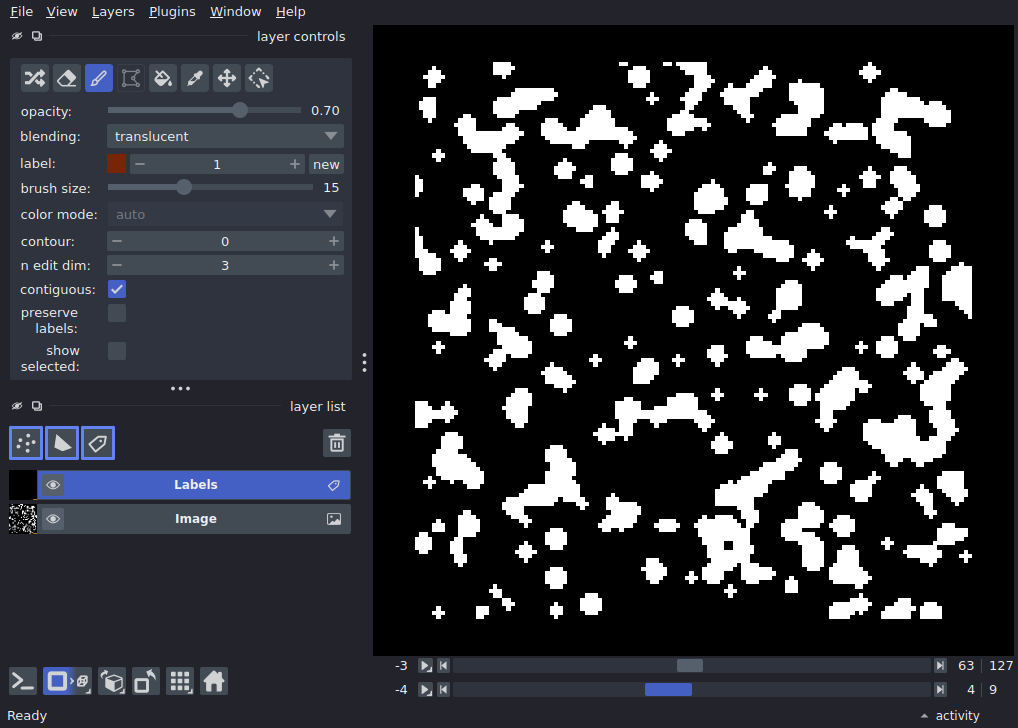 File View Layers Plugins Window Help
layer controls
opacity: 0.70
blending: translucent
label: 1 new
brush size: 15
color mode: auto
contour: 0
n edit dim: 3
contiguous:
preserve
labels:
show
selected:
layer list
Labels
Image
-3 63 127
-4 4 9
Ready activity